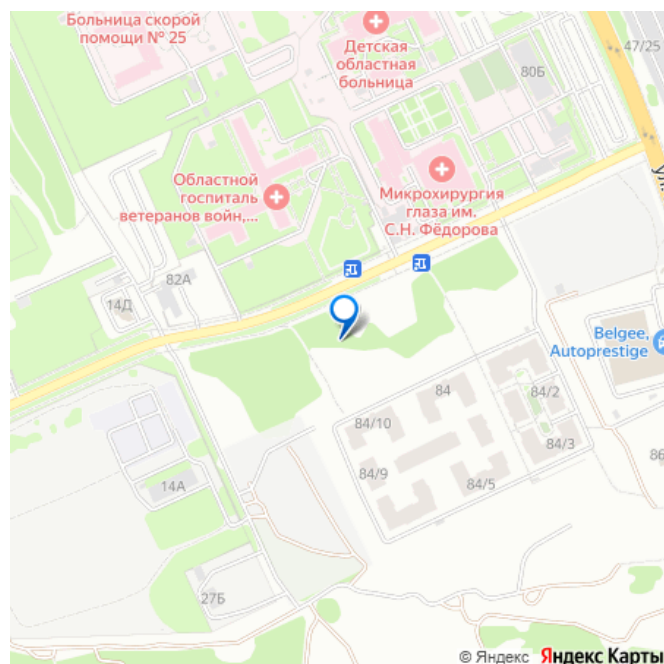 Больница скорой
помощи № 25
Детская
областная
больница
47/25
80Б
Областной
госпиталь
ветеранов войн,...
Микрохирургия
глаза им.
С.Н. Фёдорова
ул
82А
14Д
Belgee,
Autoprestige
84/10
84
84/2
84/9
84/3
84/5
86
14А
27Б
© Яндекс Яндекс Карты